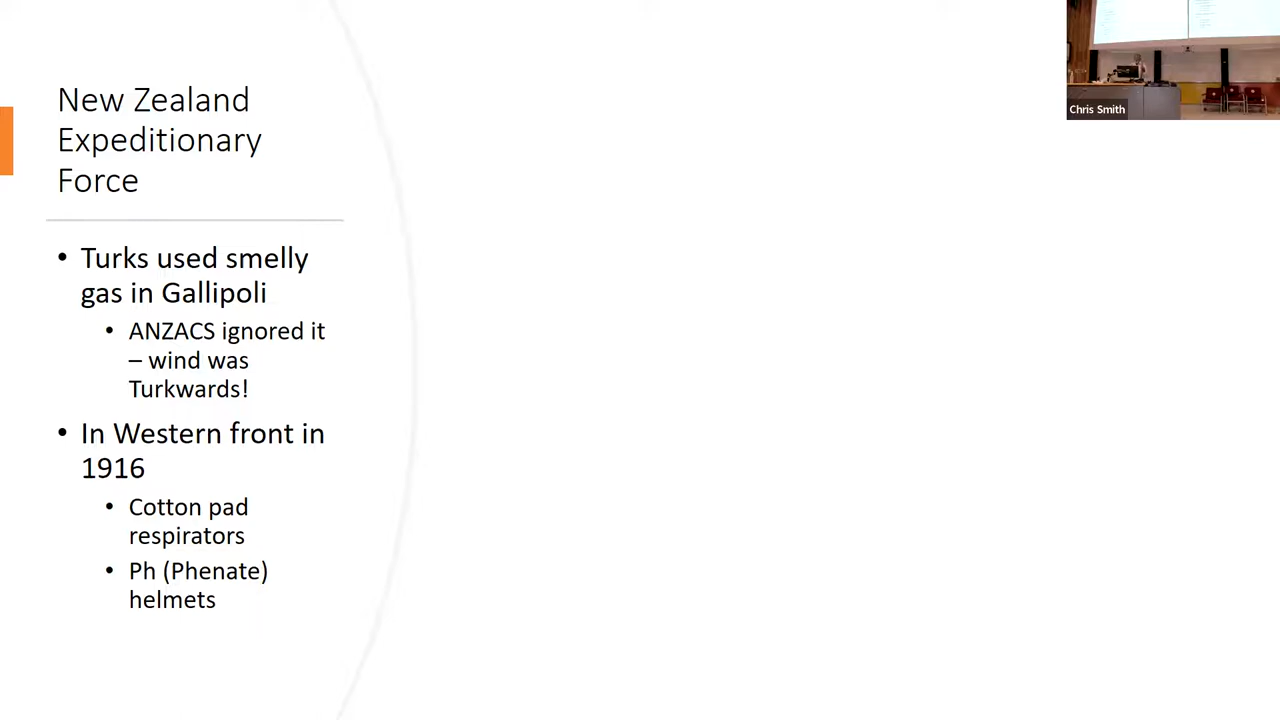 New Zealand
Expeditionary
Force
• Turks used smelly
gas in Gallipoli
• ANZACS ignored it
– wind was
Turkwards!
• In Western front in
1916
• Cotton pad
respirators
• Ph (Phenate)
helmets
Chris Smith